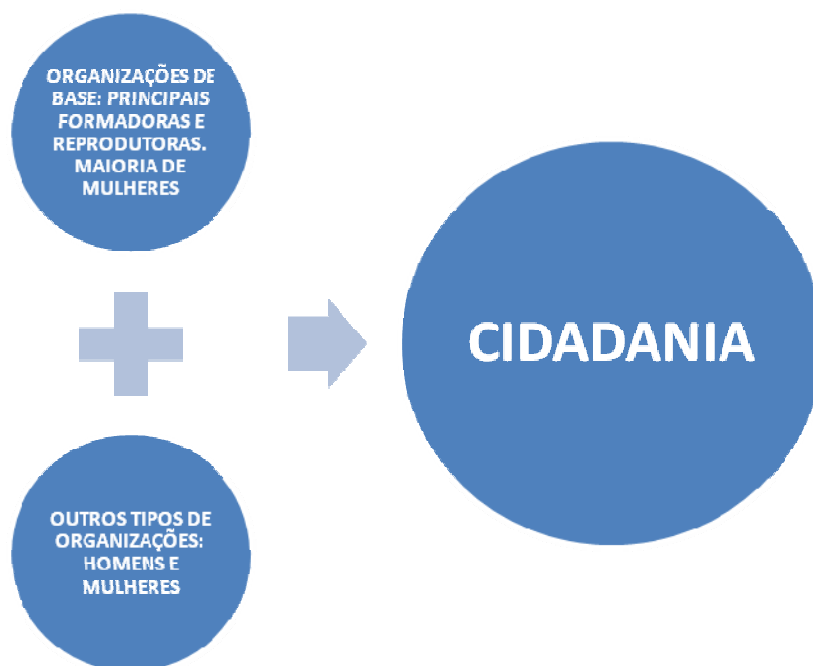 ORGANIZAÇÕES DE
BASE: PRINCIPAIS
FORMADORAS E
REPRODUTORAS.
MAIORIA DE
MULHERES
OUTROS TIPOS DE
ORGANIZAÇÕES:
HOMENS E
MULHERES
CIDADANIA